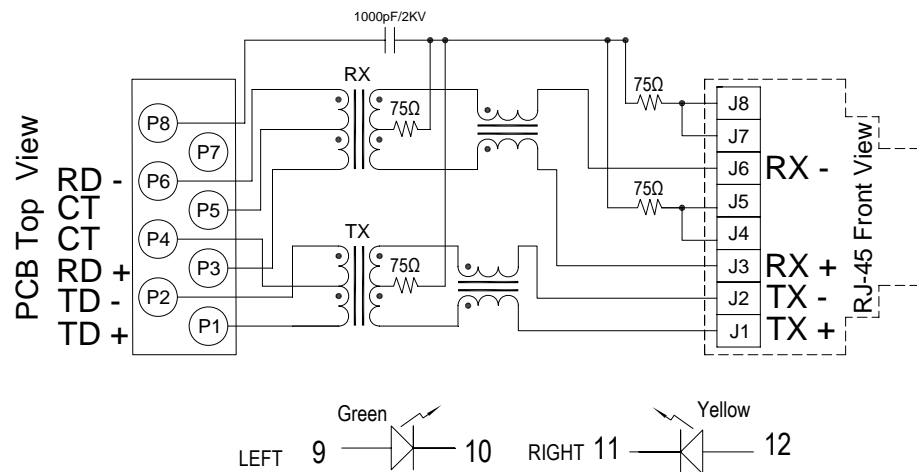 1000pF/2KV
RX
75Ω
75Ω
J8
P8
J7
P7
RD -
P6
J6
RX -
CT
P5
75Ω
J5
CT
P4
TX
J4
RD +
P3
75Ω
J3
RX +
TD -
P2
J2
TX -
TD +
P1
J1
TX +
PCB Top View
RJ-45 Front View
Green
Yellow
LEFT 9 10 RIGHT 11 12